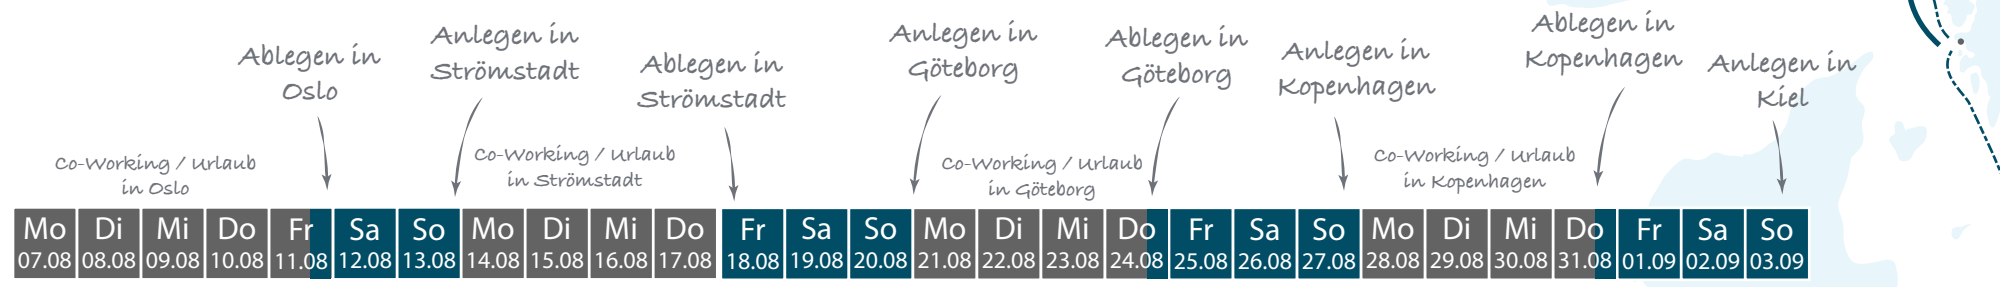 Ablegen in
Oslo
Anlegen in
Strömstadt
Ablegen in
Strömstadt
Anlegen in
Göteborg
Ablegen in
Göteborg
Anlegen in
Kopenhagen
Ablegen in
Kopenhagen
Anlegen in
Kiel
Co-Working / Urlaub
in Oslo
Co-Working / Urlaub
in Strömstadt
Co-Working / Urlaub
in Göteborg
Co-Working / Urlaub
in Kopenhagen
Mo Di Mi Do Fr Sa So Mo Di Mi Do Fr Sa So Mo Di Mi Do Fr Sa So Mo Di Mi Do Fr Sa So
07.08 08.08 09.08 10.08 11.08 12.08 13.08 14.08 15.08 16.08 17.08 18.08 19.08 20.08 21.08 22.08 23.08 24.08 25.08 26.08 27.08 28.08 29.08 30.08 31.08 01.09 02.09 03.09